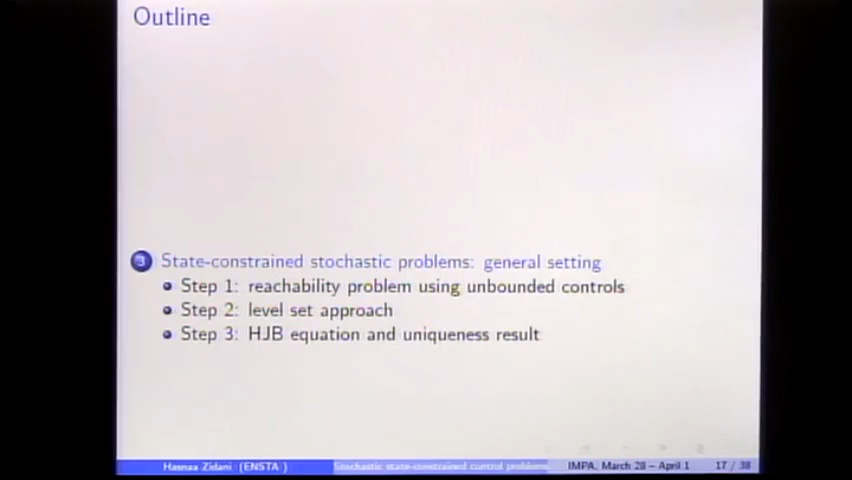 Outline
3 State-constrained stochastic problems: general setting
Step 1: reachability problem using unbounded controls
Step 2: level set approach
Step 3: HJB equation and uniqueness result
Hasnaa Zidani (ENSTA ) Stochastic state-constrained control problems IMPA, March 28 – April 1 17 / 38